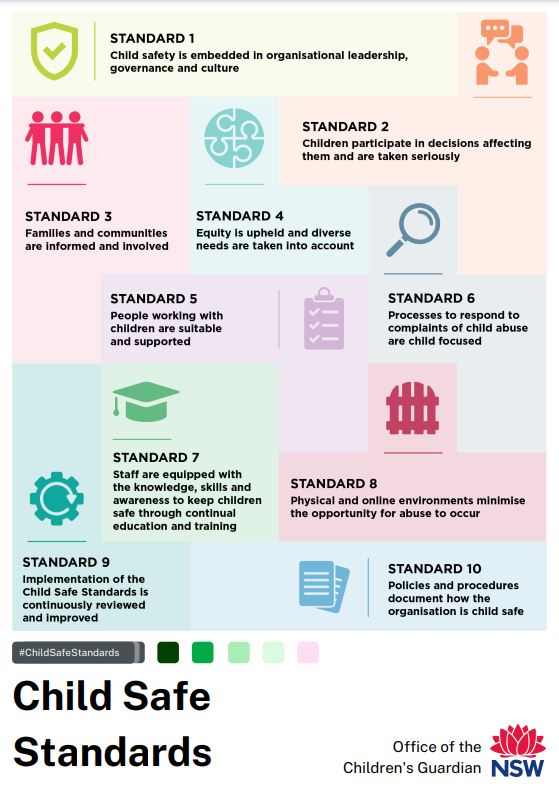 STANDARD 1
Child safety is embedded in organisational leadership,
governance and culture
STANDARD 2
Children participate in decisions affecting
them and are taken seriously
STANDARD 3
Families and communities
are informed and involved
STANDARD 4
Equity is upheld and diverse
needs are taken into account
STANDARD 5
People working with
children are suitable
and supported
STANDARD 6
Processes to respond to
complaints of child abuse
are child focused
STANDARD 7
Staff are equipped with
the knowledge, skills and
awareness to keep children
safe through continual
education and training
STANDARD 8
Physical and online environments minimise
the opportunity for abuse to occur
STANDARD 9
Implementation of the
Child Safe Standards is
continuously reviewed
and improved
STANDARD 10
Policies and procedures
document how the
organisation is child safe
#ChildSafeStandards
Child Safe
Standards
Office of the
Children's Guardian
NSW